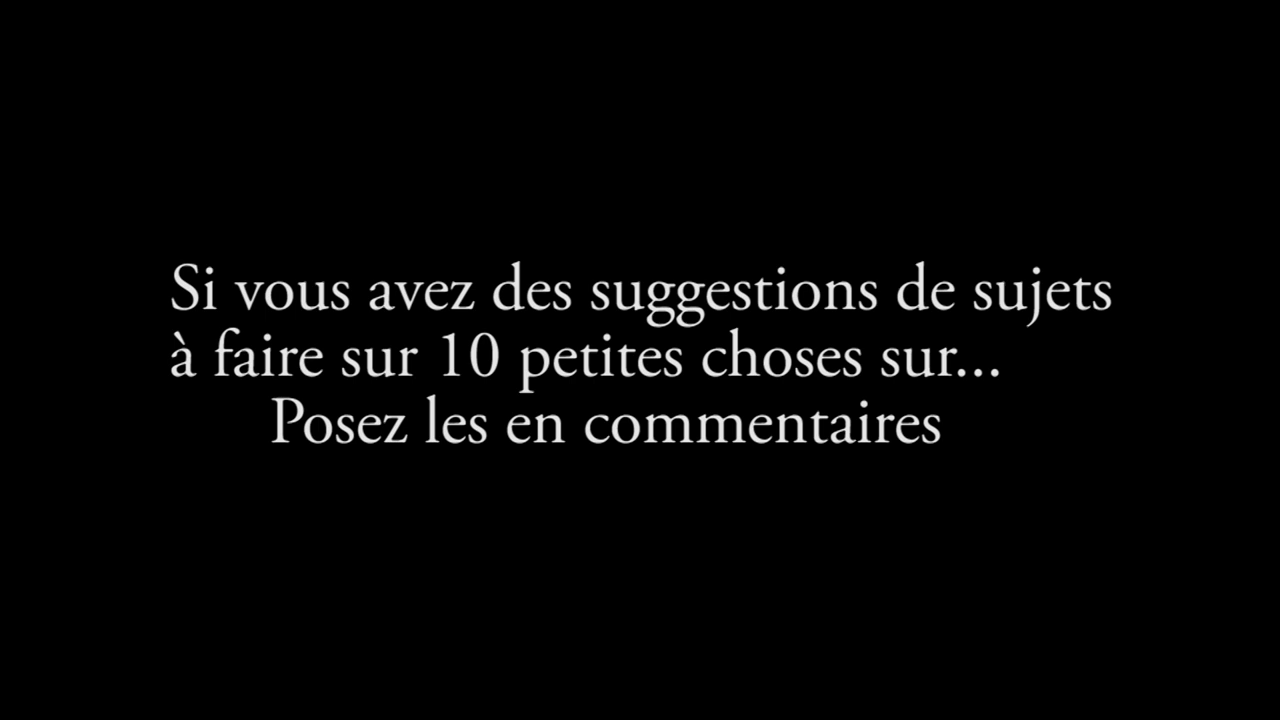 Si vous avez des suggestions de sujets
à faire sur 10 petites choses sur...
Posez les en commentaires